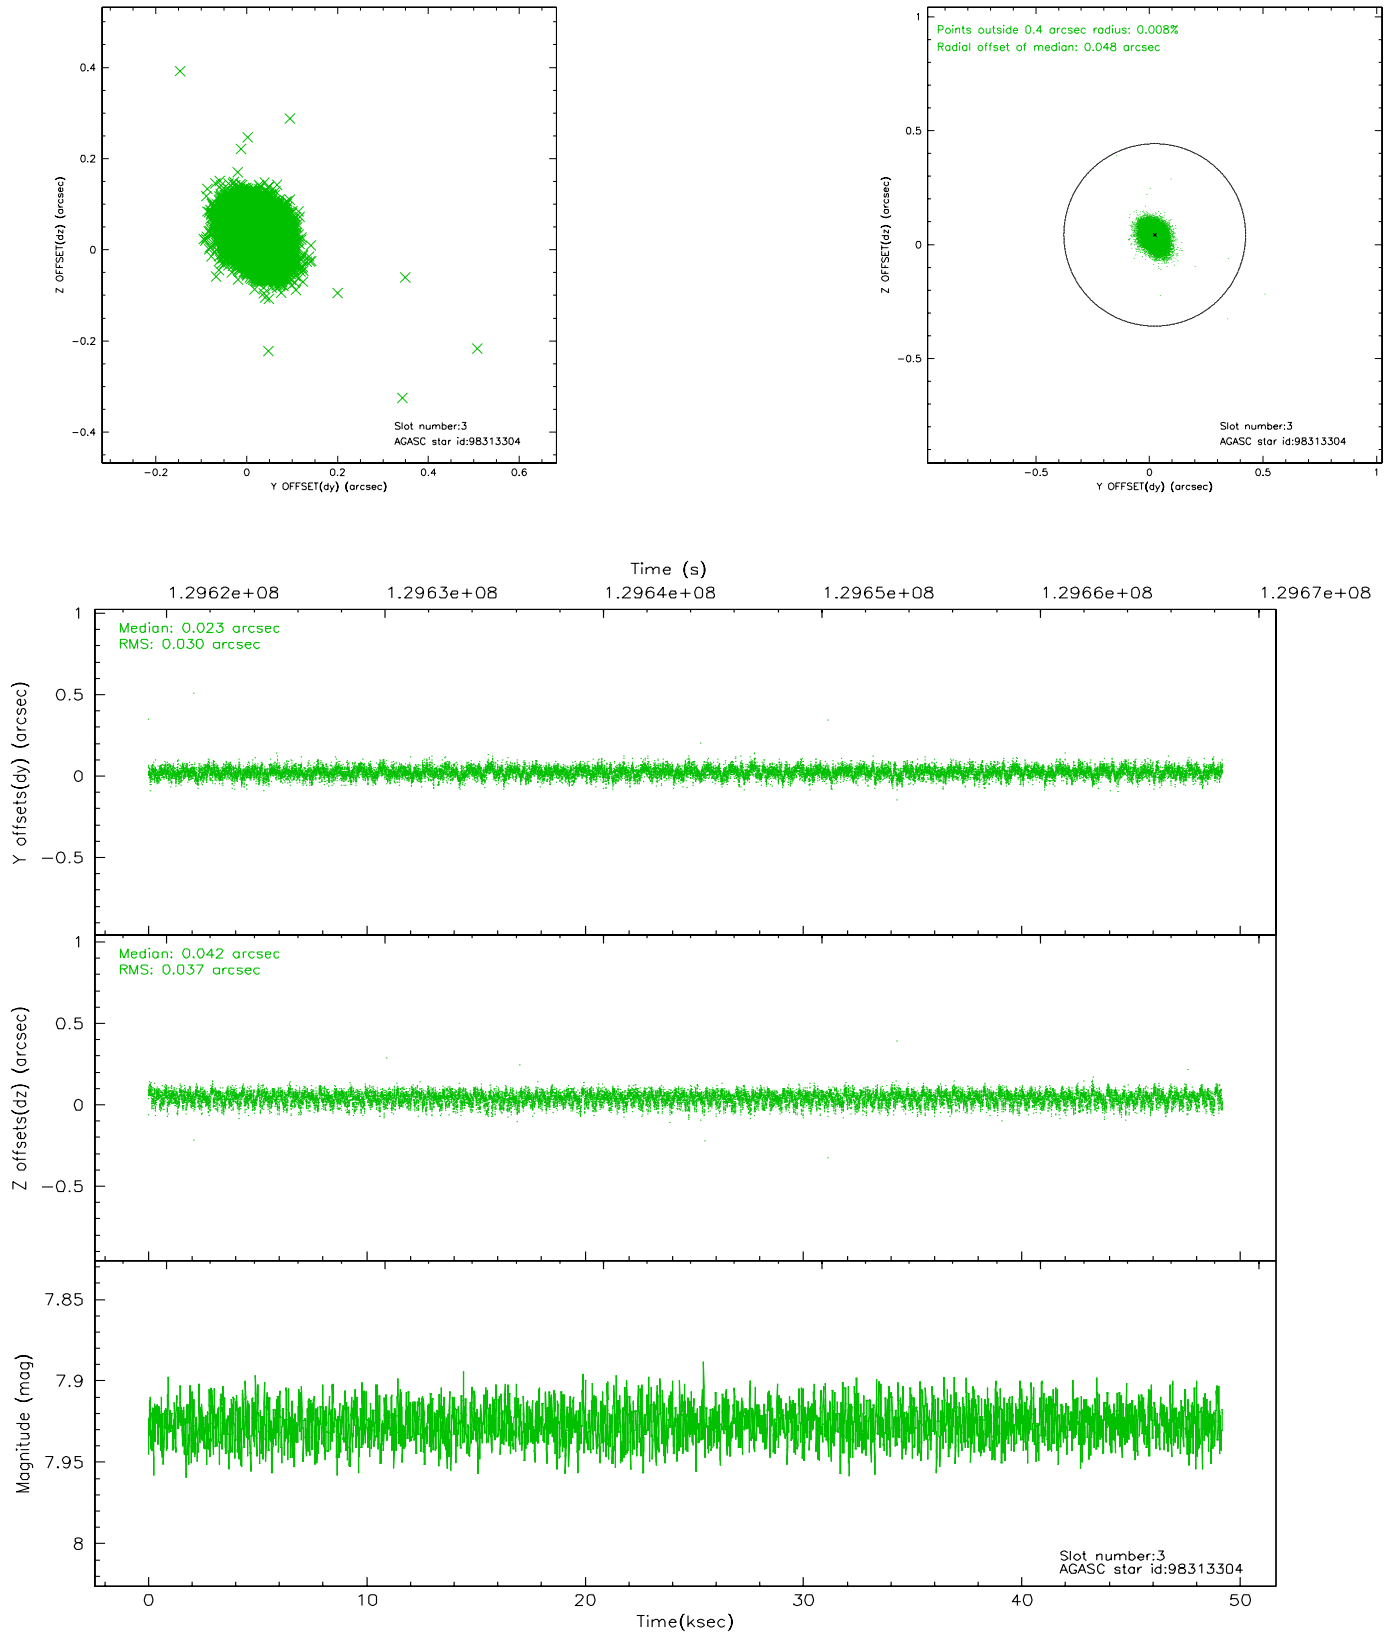 0.4
0.2
0
−0.2
−0.4
Z OFFSET(dz) (arcsec)
Slot number:3
AGASC star id:98313304
−0.2 0 0.2 0.4 0.6
Y OFFSET(dy) (arcsec)
Points outside 0.4 arcsec radius: 0.008%
Radial offset of median: 0.048 arcsec
1
0.5
0
−0.5
Z OFFSET(dz) (arcsec)
Slot number:3
AGASC star id:98313304
−0.5 0 0.5 1
Y OFFSET(dy) (arcsec)
Time (s)
1.2962e+08 1.2963e+08 1.2964e+08 1.2965e+08 1.2966e+08 1.2967e+08
Median: 0.023 arcsec
RMS: 0.030 arcsec
1
0.5
0
−0.5
Y offsets(dy) (arcsec)
Median: 0.042 arcsec
RMS: 0.037 arcsec
1
0.5
0
−0.5
Z offsets(dz) (arcsec)
7.85
7.9
7.95
8
Magnitude (mag)
Slot number:3
AGASC star id:98313304
0 10 20 30 40 50
Time(ksec)